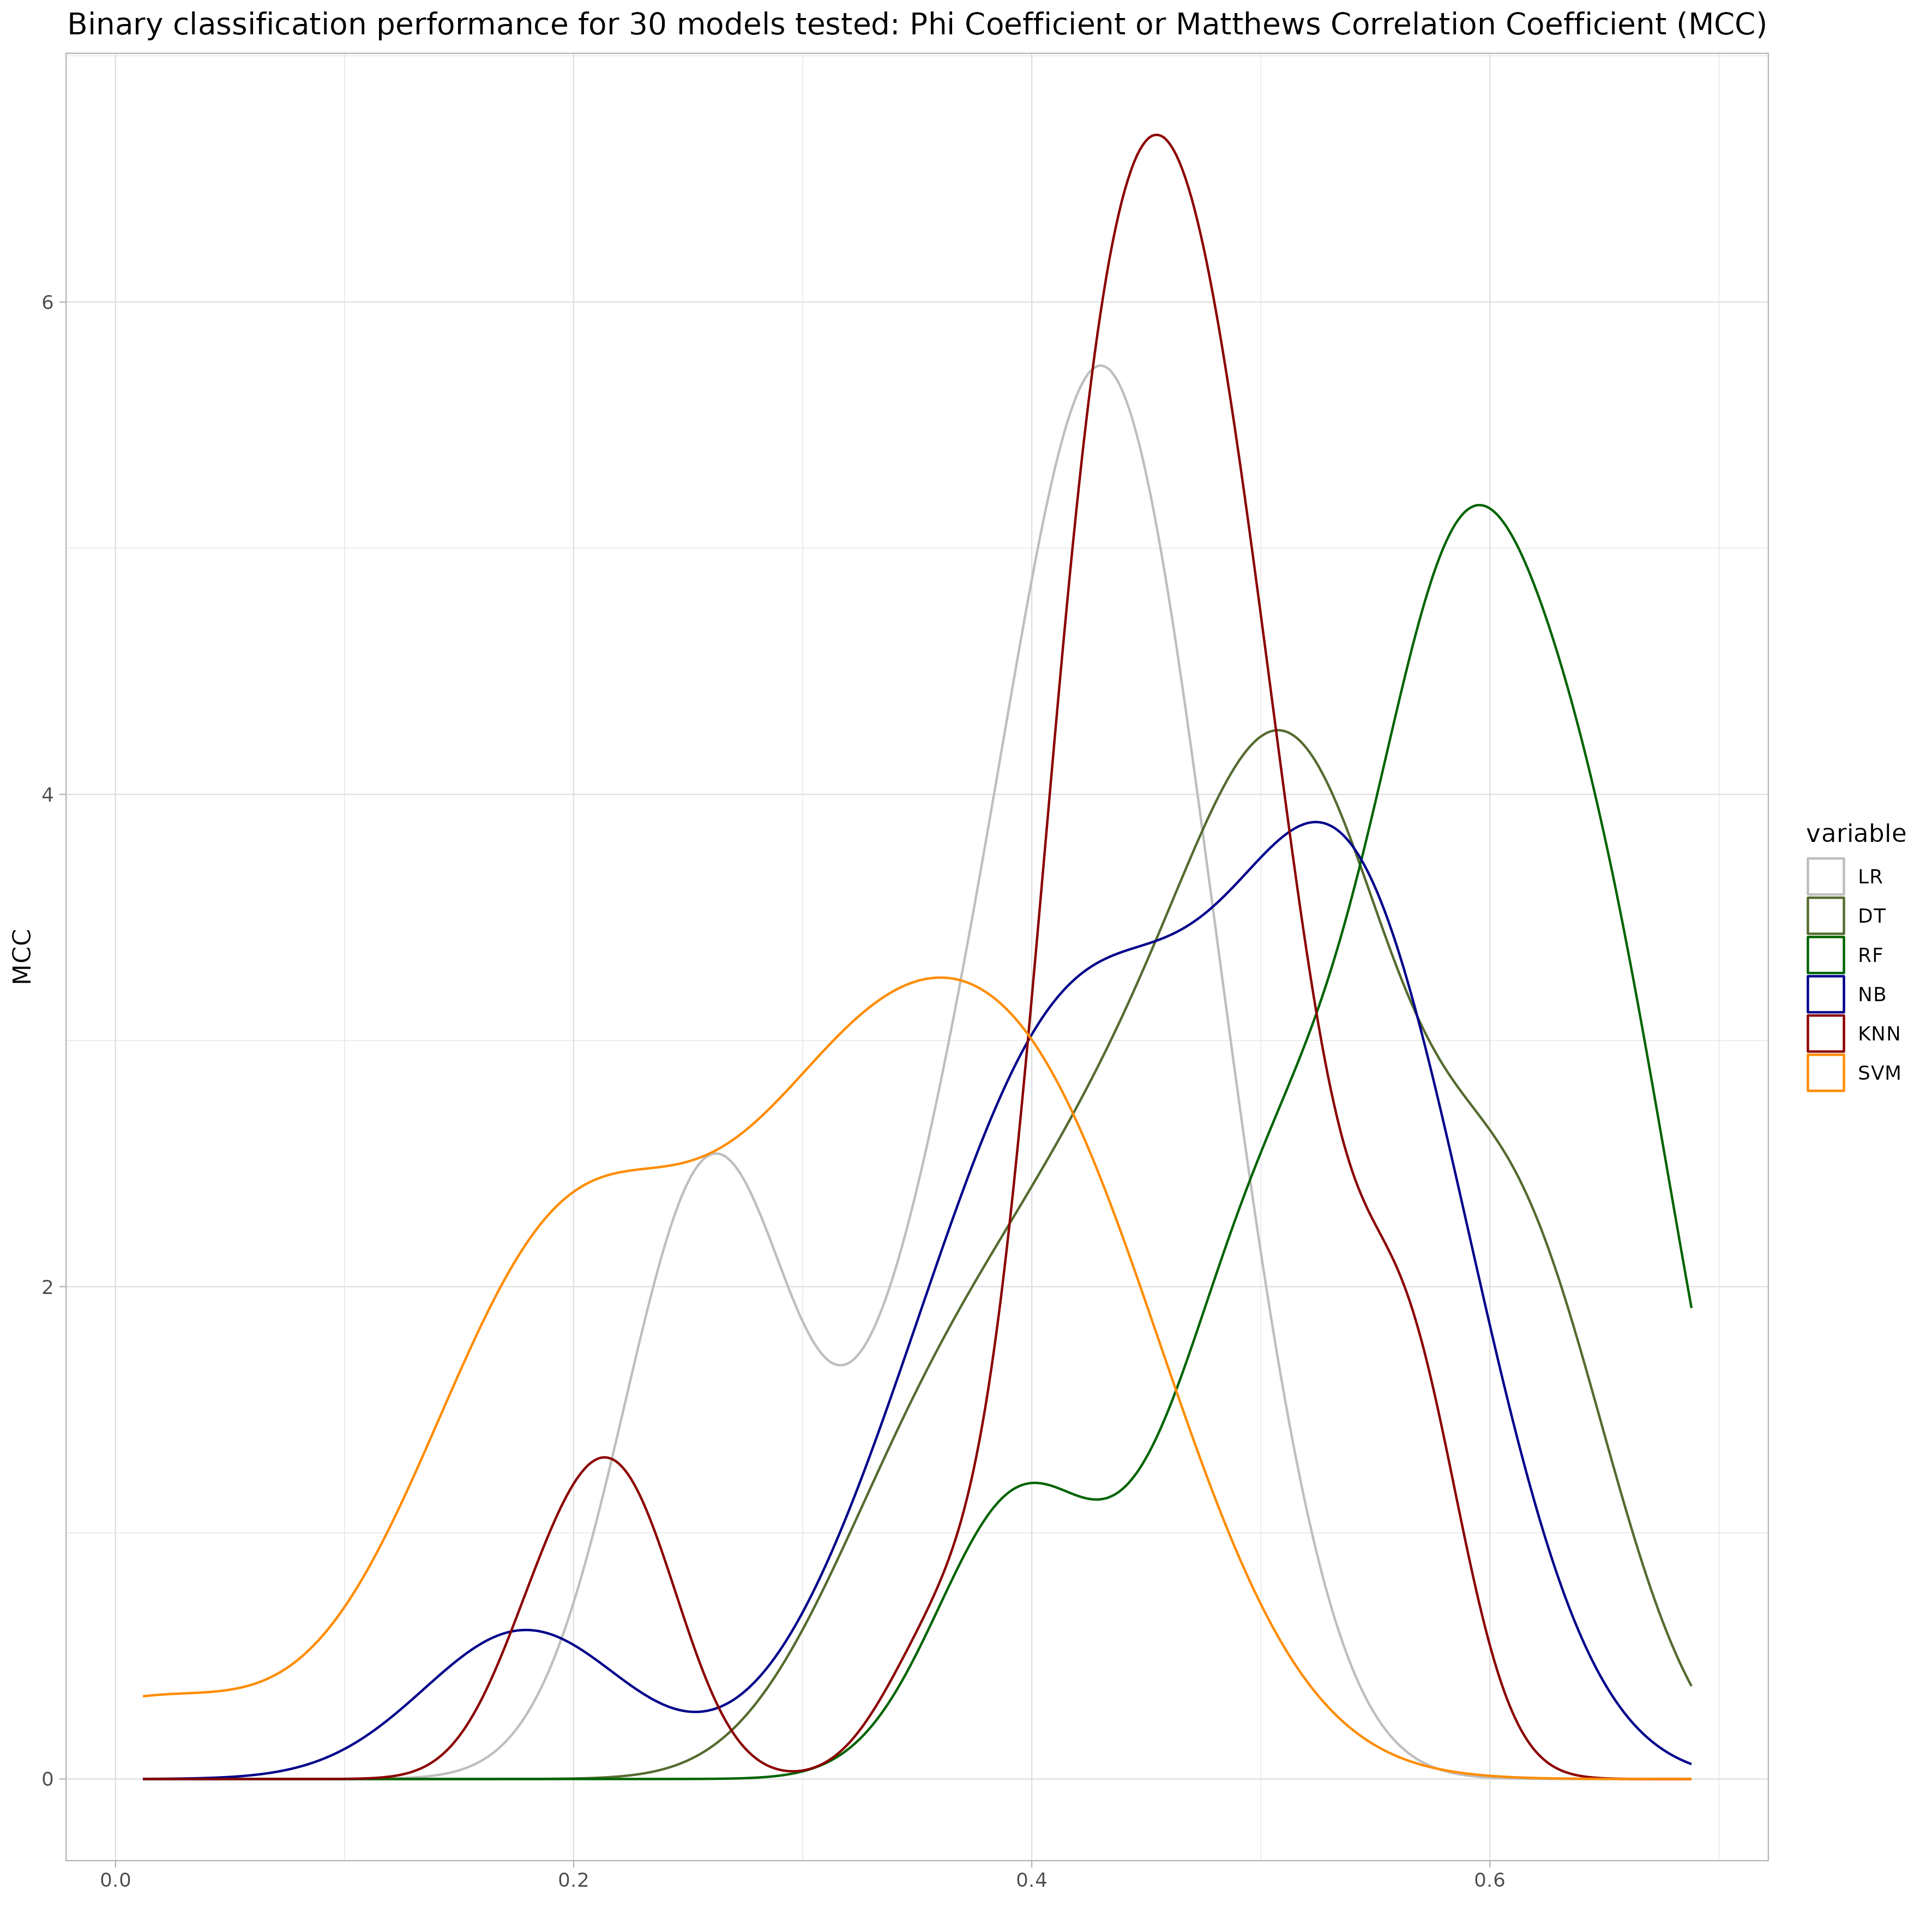 Binary classification performance for 30 models tested: Phi Coefficient or Matthews Correlation Coefficient (MCC)
MCC
6
4
2
0
0.0 0.2 0.4 0.6
variable
LR
DT
RF
NB
KNN
SVM